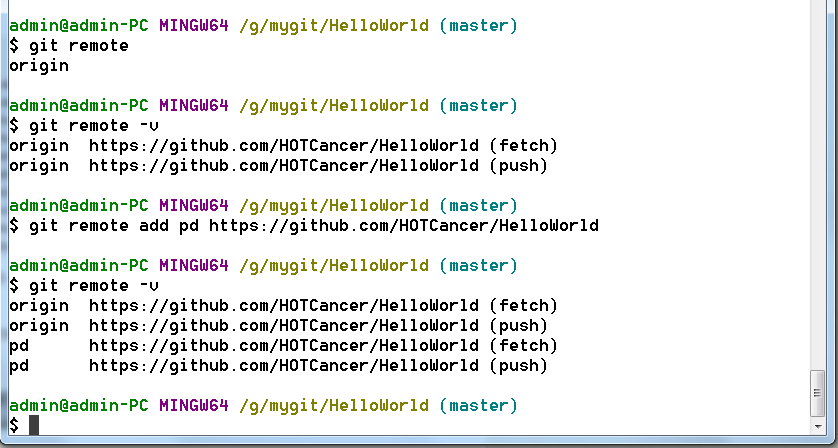 admin@admin-PC MINGW64 /g/mygit/HelloWorld (master)
$ git remote
origin
admin@admin-PC MINGW64 /g/mygit/HelloWorld (master)
$ git remote -v
origin  https://github.com/HOTCancer/HelloWorld (fetch)
origin  https://github.com/HOTCancer/HelloWorld (push)
admin@admin-PC MINGW64 /g/mygit/HelloWorld (master)
$ git remote add pd https://github.com/HOTCancer/HelloWorld
admin@admin-PC MINGW64 /g/mygit/HelloWorld (master)
$ git remote -v
origin  https://github.com/HOTCancer/HelloWorld (fetch)
origin  https://github.com/HOTCancer/HelloWorld (push)
pd      https://github.com/HOTCancer/HelloWorld (fetch)
pd      https://github.com/HOTCancer/HelloWorld (push)
admin@admin-PC MINGW64 /g/mygit/HelloWorld (master)
$